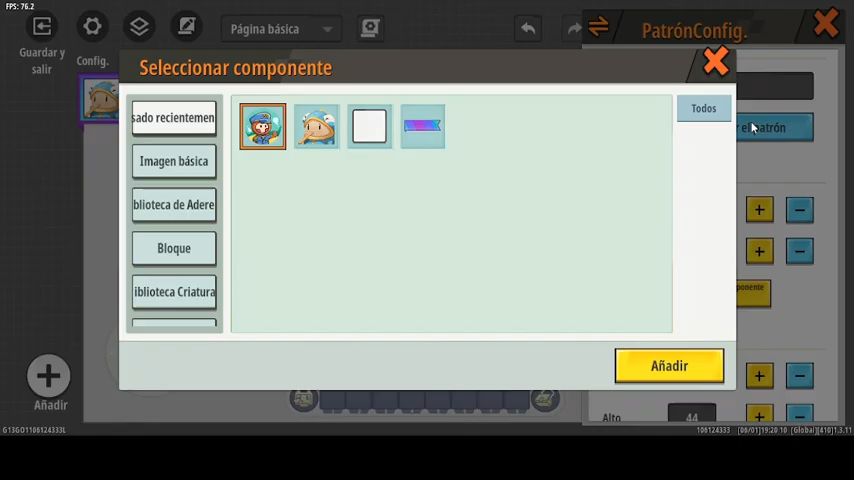 FPS: 76.2
Guardar y
salir
Config.
Página básica
PatrónConfig.
Seleccionar componente
sado recientemen
Todos
r el patrón
Imagen básica
blioteca de Adere
Bloque
iblioteca Criatura
ponente
Añadir
Añadir
Alto
44
G13GO1106124333L
106124333 [06/01]19:20 10 [Global][410]1.3.11